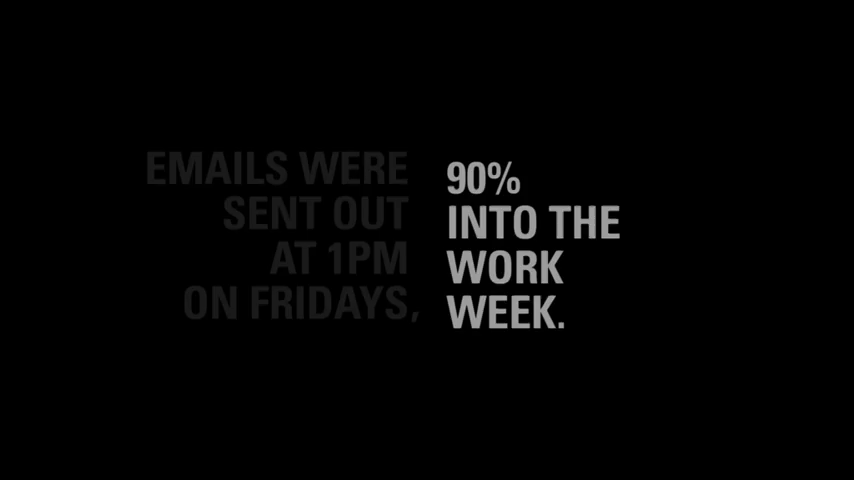 EMAILS WERE
SENT OUT
AT 1PM
ON FRIDAYS,
90%
INTO THE
WORK
WEEK.